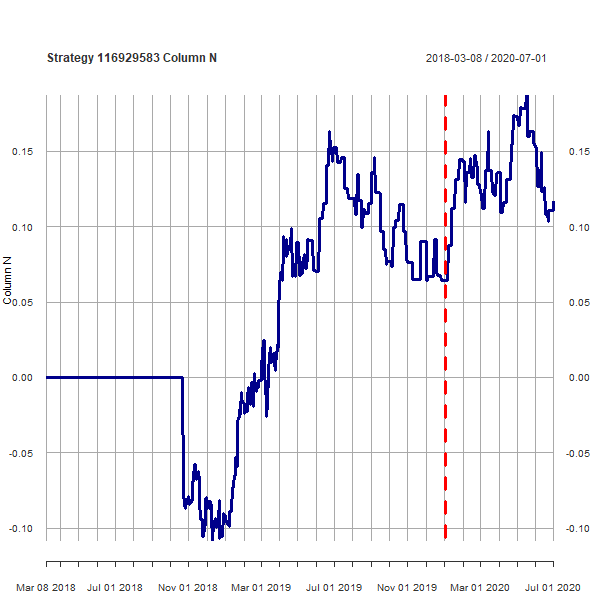 Strategy 116929583 Column N 2018-03-08 / 2020-07-01
0.15 0.15
0.10 0.10
Column N
0.05 0.05
0.00 0.00
-0.05 -0.05
-0.10 -0.10
Mar 08 2018 Jul 01 2018 Nov 01 2018 Mar 01 2019 Jul 01 2019 Nov 01 2019 Mar 01 2020 Jul 01 2020